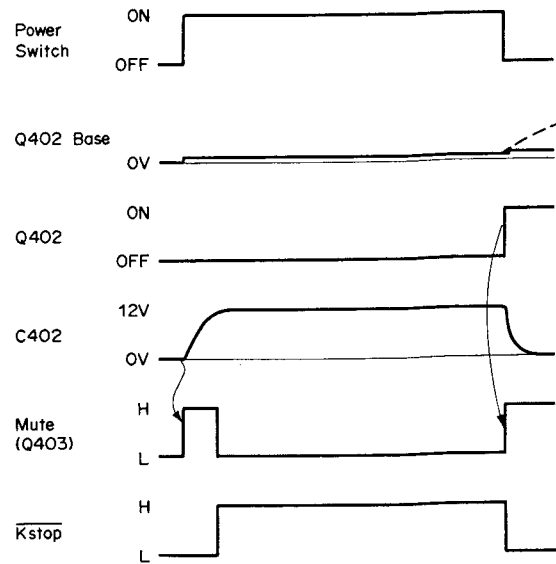 Power
Switch
ON
OFF
Q402 Base
0V
Q402
ON
OFF
C402
12V
0V
Mute
(Q403)
H
L
Kstop
H
L